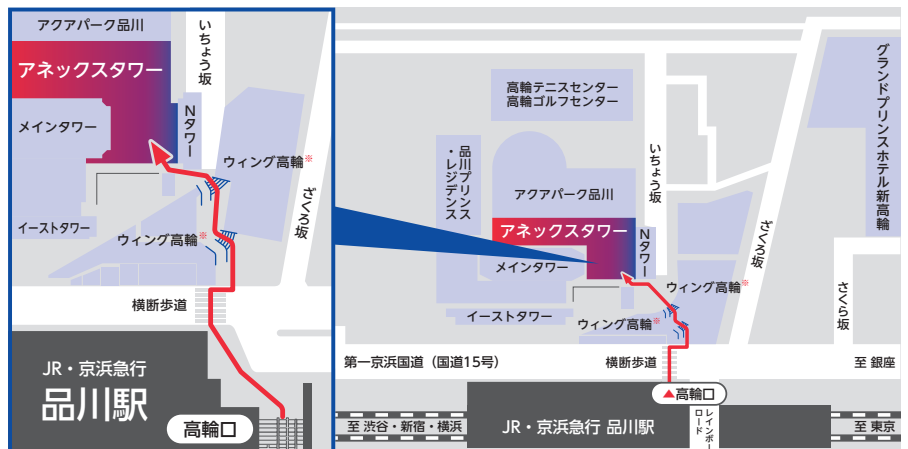 アクアパーク品川
いちょう坂
アネックスタワー
メインタワー
Nタワー
ウィング高輪※
ざくろ坂
イーストタワー
ウィング高輪※
横断歩道
JR・京浜急行
品川駅
高輪口
高輪テニスセンター
高輪ゴルフセンター
グランドプリンスホテル新高輪
品川プリンス
・レジデンス
いちょう坂
アクアパーク品川
ざくろ坂
アネックスタワー
Nタワー
メインタワー
ウィング高輪※
さくら坂
イーストタワー
ウィング高輪※
第一京浜国道（国道15号）
横断歩道
至 銀座
▲高輪口
レインボー
ロード
至 渋谷・新宿・横浜
JR・京浜急行 品川駅
至 東京